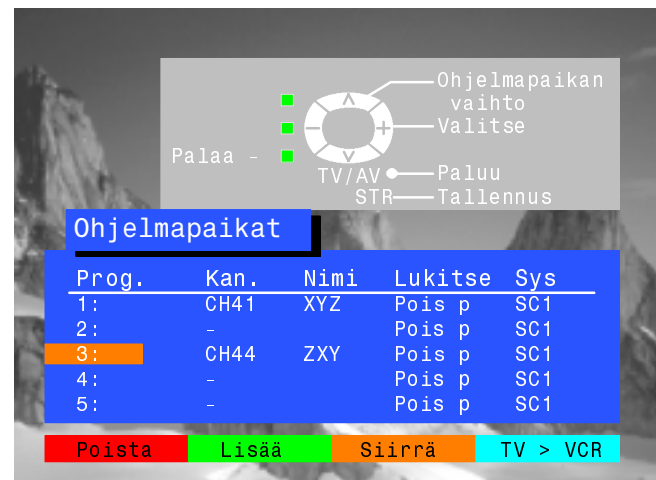 Ohjelmapaikan
vaihto
Valitse
Palaa -
TV/AV Paluu
STR Tallennus
Ohjelmapaikat
Prog. Kan. Nimi Lukitse Sys
1: CH41 XYZ Pois p SC1
2: - Pois p SC1
3: CH44 ZXY Pois p SC1
4: - Pois p SC1
5: - Pois p SC1
Poista Lisää Siirrä TV > VCR